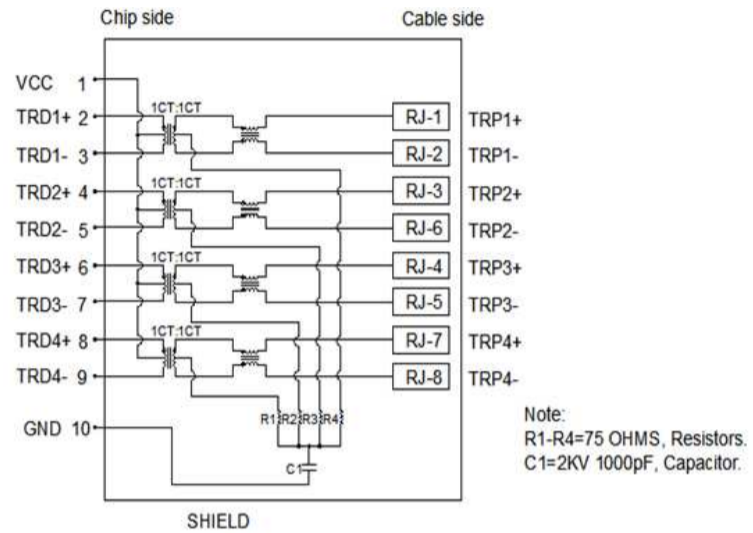 Chip side Cable side
VCC 1
1CT:1CT
TRD1+ 2 RJ-1 TRP1+
TRD1- 3 RJ-2 TRP1-
1CT:1CT
TRD2+ 4 RJ-3 TRP2+
TRD2- 5 RJ-6 TRP2-
1CT:1CT
TRD3+ 6 RJ-4 TRP3+
TRD3- 7 RJ-5 TRP3-
1CT:1CT
TRD4+ 8 RJ-7 TRP4+
TRD4- 9 RJ-8 TRP4-
R1 R2 R3 R4
GND 10
C1
SHIELD
Note:
R1-R4=75 OHMS, Resistors.
C1=2KV 1000pF, Capacitor.